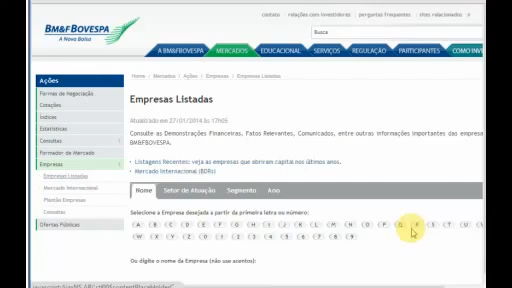 contato relações com investidores perguntas frequentes sites relacionados
BM&FBOVESPA
A Nova Bolsa
Busca
A BM&FBOVESPA MERCADOS EDUCACIONAL SERVIÇOS REGULAÇÃO PARTICIPANTES COMO INV
Ações
Formas de Negociação
Cotações
Índices
Estatísticas
Consultas
Formador de Mercado
Empresas
Empresas Listadas
Mercado Internacional
Plantão Empresas
Consultas
Ofertas Públicas
Home / Mercados / Ações / Empresas / Empresas Listadas
Empresas Listadas
Atualizado em 27/01/2014 às 17h05
Consulte as Demonstrações Financeiras, Fatos Relevantes, Comunicados, entre outras informações importantes das empresas
BM&FBOVESPA.
Listagens Recentes: veja as empresas que abriram capital nos últimos anos.
Mercado Internacional (BDRs)
Nome Setor de Atuação Segmento Ano
Selecione a Empresa desejada a partir da primeira letra ou número:
A B C D E F G H I J K L M N O P Q R S T U V
W X Y Z 0 1 2 3 4 5 6 7 8 9
Ou digite o nome da Empresa (não use acentos):